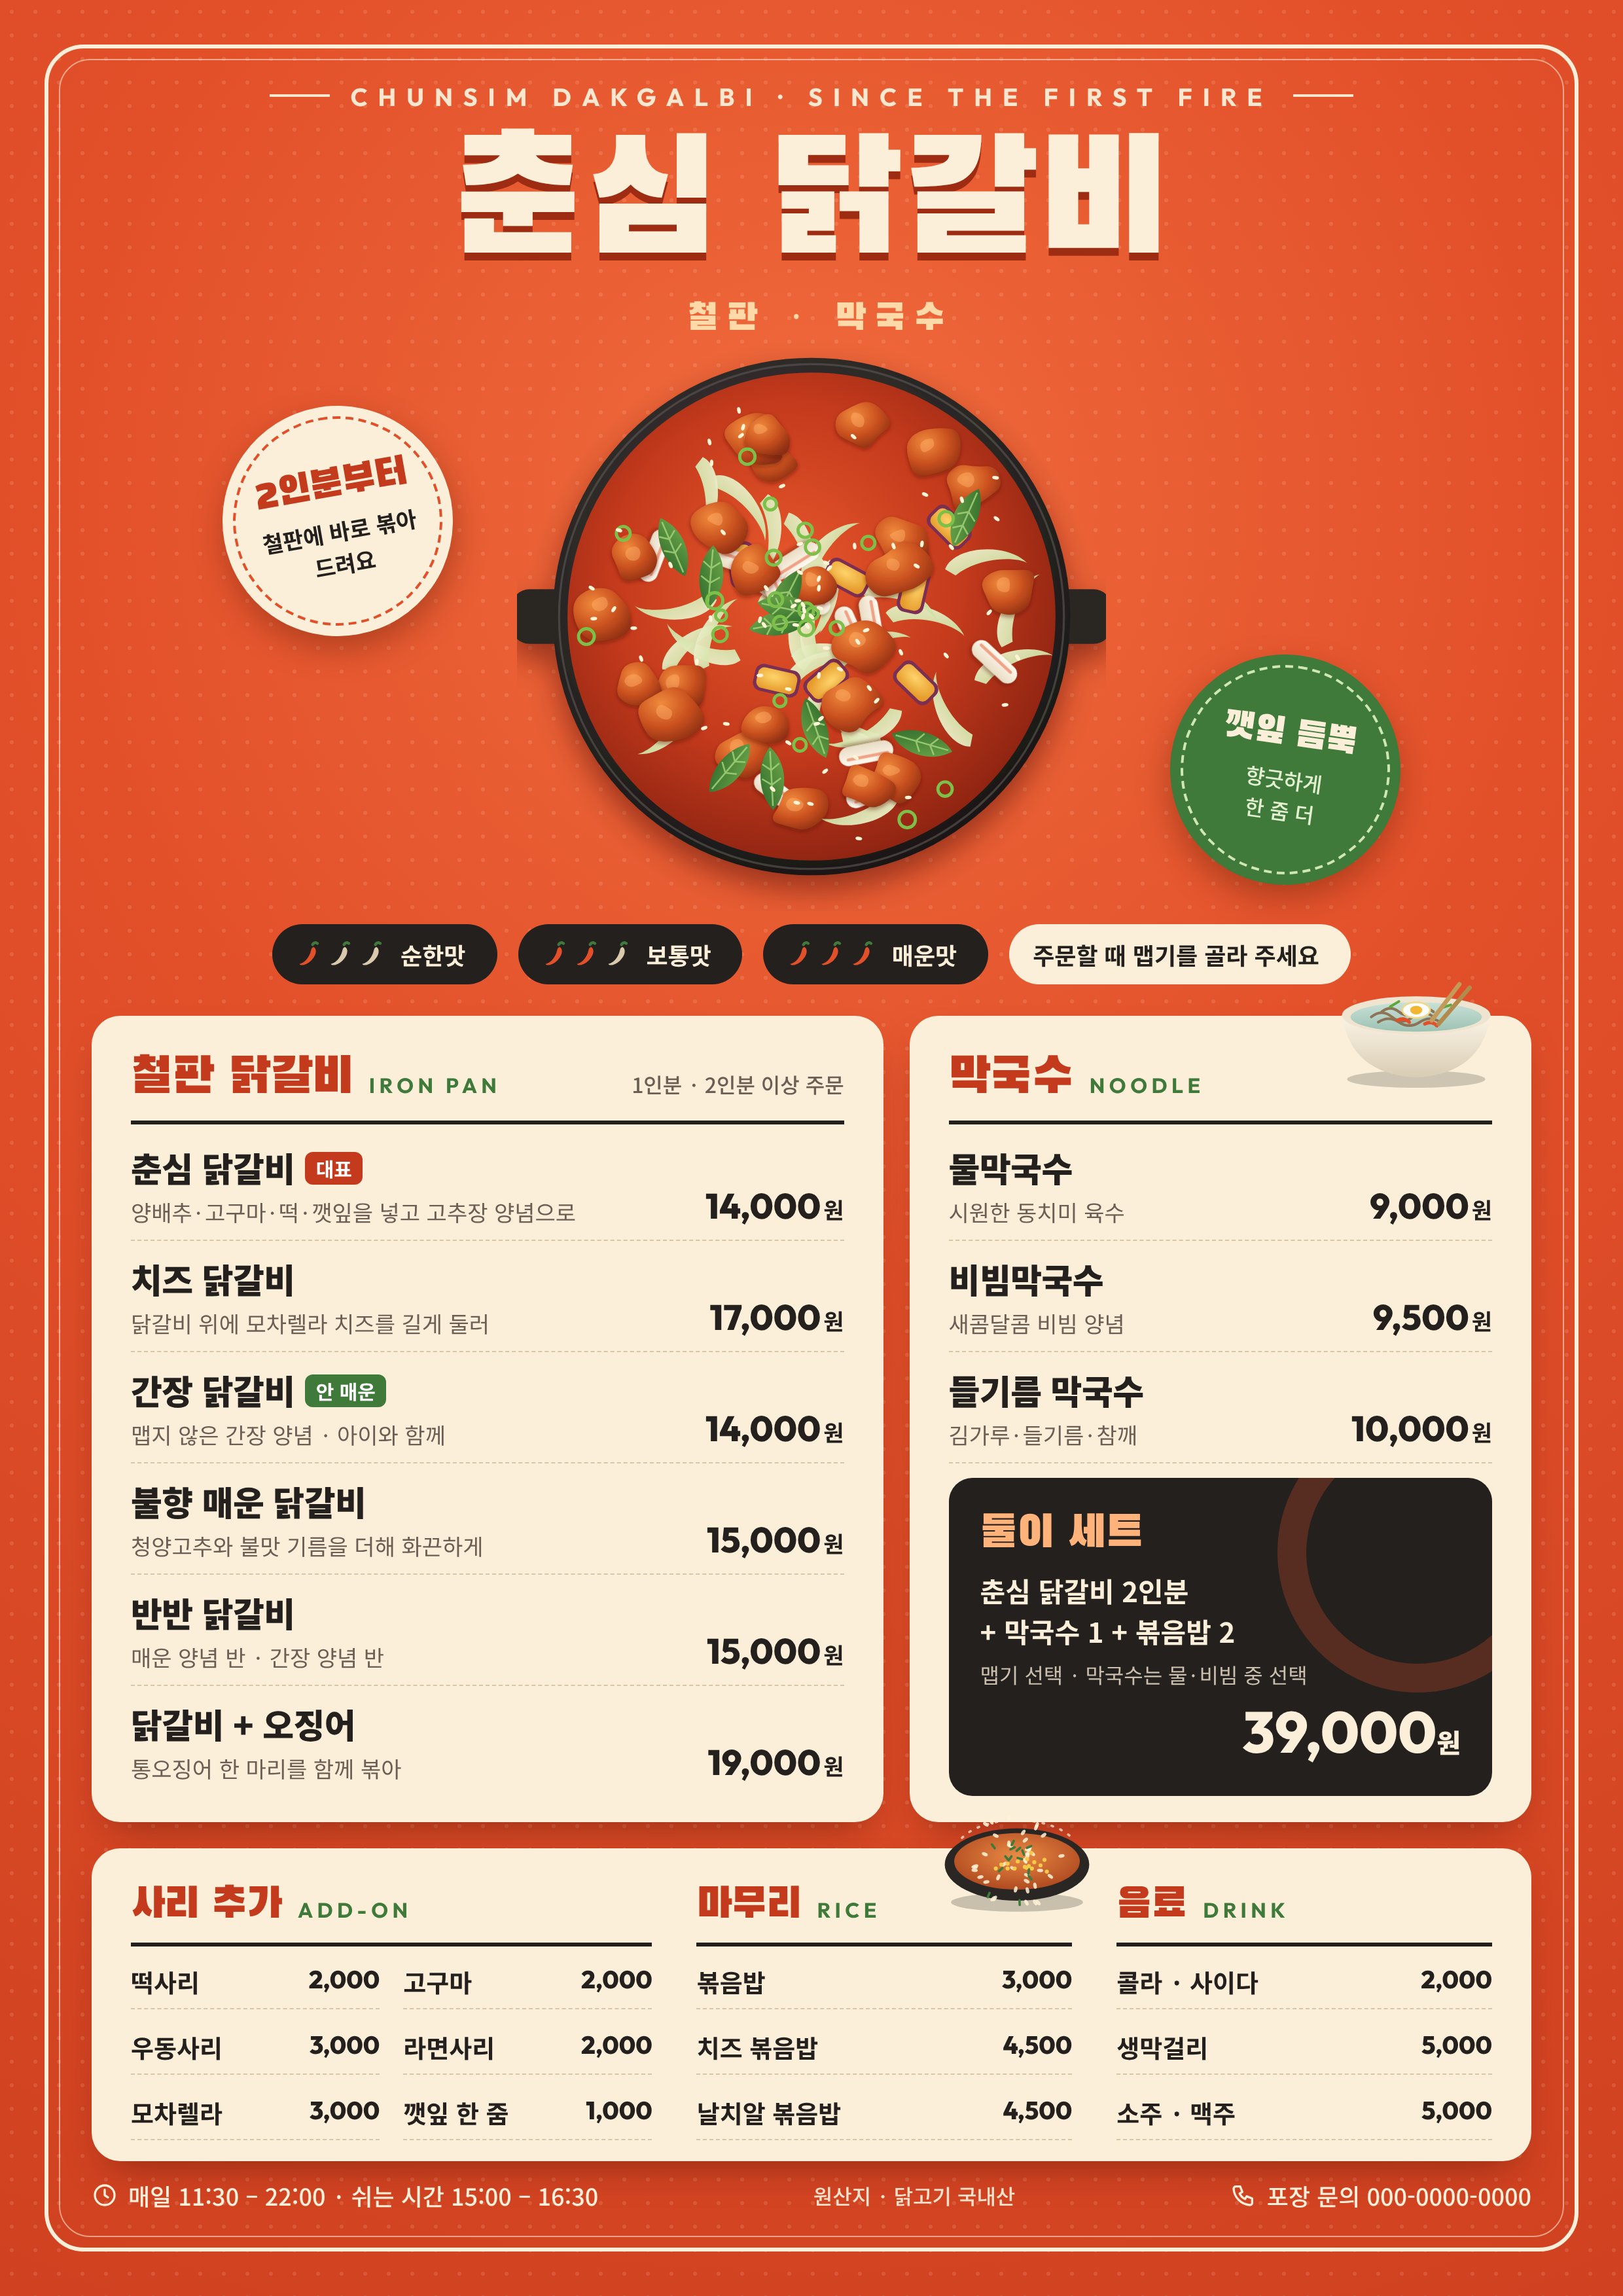 CHUNSIM DAKGALBI · SINCE THE FIRST FIRE
춘심 닭갈비
철판 · 막국수
2인분부터
철판에 바로 볶아
드려요
깻잎 듬뿍
향긋하게
한 줌 더
순한맛
보통맛
매운맛
주문할 때 맵기를 골라 주세요
철판 닭갈비 IRON PAN 1인분 · 2인분 이상 주문
춘심 닭갈비 대표
양배추·고구마·떡·깻잎을 넣고 고추장 양념으로 14,000원
치즈 닭갈비
닭갈비 위에 모차렐라 치즈를 길게 둘러 17,000원
간장 닭갈비 안 매운
맵지 않은 간장 양념 · 아이와 함께 14,000원
불향 매운 닭갈비
청양고추와 불맛 기름을 더해 화끈하게 15,000원
반반 닭갈비
매운 양념 반 · 간장 양념 반 15,000원
닭갈비 + 오징어
통오징어 한 마리를 함께 볶아 19,000원
막국수 NOODLE
물막국수
시원한 동치미 육수 9,000원
비빔막국수
새콤달콤 비빔 양념 9,500원
들기름 막국수
김가루·들기름·참깨 10,000원
둘이 세트
춘심 닭갈비 2인분
+ 막국수 1 + 볶음밥 2
맵기 선택 · 막국수는 물·비빔 중 선택
39,000원
사리 추가 ADD-ON
떡사리 2,000 고구마 2,000
우동사리 3,000 라면사리 2,000
모차렐라 3,000 깻잎 한 줌 1,000
마무리 RICE
볶음밥 3,000
치즈 볶음밥 4,500
날치알 볶음밥 4,500
음료 DRINK
콜라 · 사이다 2,000
생막걸리 5,000
소주 · 맥주 5,000
매일 11:30 – 22:00 · 쉬는 시간 15:00 – 16:30
원산지 · 닭고기 국내산
포장 문의 000-0000-0000